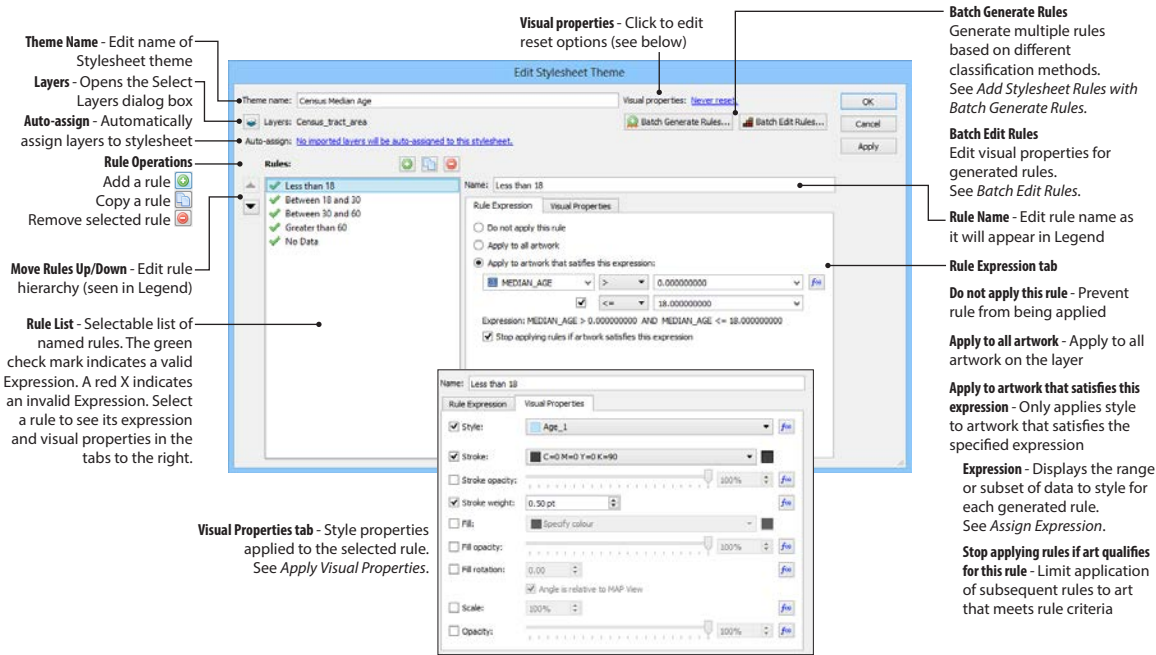 Theme Name - Edit name of
Stylesheet theme
Layers - Opens the Select
Layers dialog box
Auto-assign - Automatically
assign layers to stylesheet
Rule Operations
Add a rule
Copy a rule
Remove selected rule
Move Rules Up/Down - Edit rule
hierarchy (seen in Legend)
Rule List - Selectable list of
named rules. The green
check mark indicates a valid
Expression. A red X indicates
an invalid Expression. Select
a rule to see its expression
and visual properties in the
tabs to the right.
Visual properties - Click to edit
reset options (see below)
Edit Stylesheet Theme
Theme name: Census Median Age
Visual properties: Never reset.
OK
Layers: Census_tract_area
Batch Generate Rules...
Batch Edit Rules...
Cancel
Auto-assign: No imported layers will be auto-assigned to this stylesheet.
Apply
Rules:
Less than 18
Between 18 and 30
Between 30 and 60
Greater than 60
No Data
Name: Less than 18
Rule Expression
Visual Properties
Do not apply this rule
Apply to all artwork
Apply to artwork that satifies this expression:
MEDIAN_AGE > 0.000000000 fx
<= 18.000000000
Expression: MEDIAN_AGE > 0.000000000 AND MEDIAN_AGE <= 18.000000000
Stop applying rules if artwork satisfies this expression
Name: Less than 18
Rule Expression
Visual Properties
Style: Age_1 fx
Stroke: C=0 M=0 Y=0 K=90
Stroke opacity: 100% fx
Stroke weight: 0.50 pt fx
Fill: Specify colour
Fill opacity: 100% fx
Fill rotation: 0.00 fx
Angle is relative to MAP View
Scale: 100% fx
Opacity: 100% fx
Visual Properties tab - Style properties
applied to the selected rule.
See Apply Visual Properties.
Batch Generate Rules
Generate multiple rules
based on different
classification methods.
See Add Stylesheet Rules with
Batch Generate Rules.
Batch Edit Rules
Edit visual properties for
generated rules.
See Batch Edit Rules.
Rule Name - Edit rule name as
it will appear in Legend
Rule Expression tab
Do not apply this rule - Prevent
rule from being applied
Apply to all artwork - Apply to all
artwork on the layer
Apply to artwork that satisfies this
expression - Only applies style
to artwork that satisfies the
specified expression
Expression - Displays the range
or subset of data to style for
each generated rule.
See Assign Expression.
Stop applying rules if art qualifies
for this rule - Limit application
of subsequent rules to art
that meets rule criteria